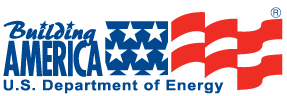 Building
AMERICA ®
U.S. Department of Energy